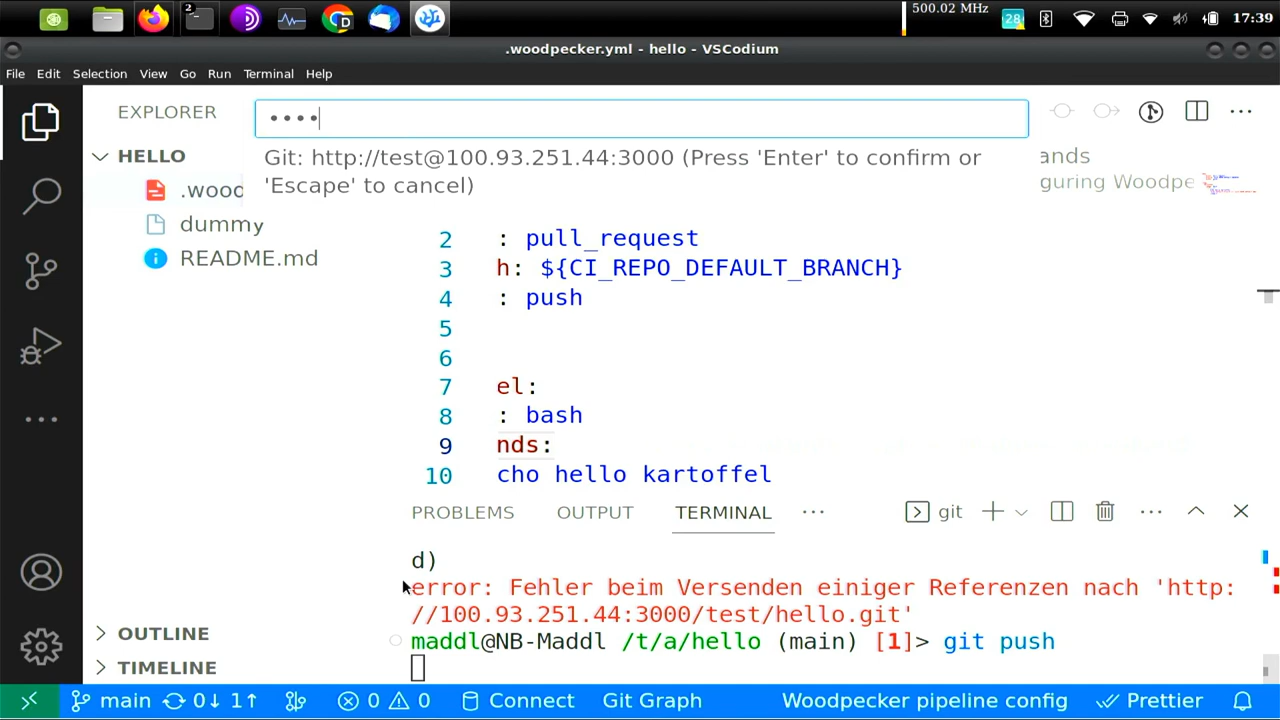 2
500.02 MHz
28
17:39
.woodpecker.yml - hello - VSCodium
File Edit Selection View Go Run Terminal Help
EXPLORER
••••
HELLO
Git: http://test@100.93.251.44:3000 (Press 'Enter' to confirm or
'Escape' to cancel)
ands
guring Woodpe
.wood
dummy
README.md
2 : pull_request
3 h: ${CI_REPO_DEFAULT_BRANCH}
4 : push
5
6
7 el:
8 : bash
9 nds:
10 cho hello kartoffel
PROBLEMS OUTPUT TERMINAL ··· git
d)
error: Fehler beim Versenden einiger Referenzen nach 'http:
//100.93.251.44:3000/test/hello.git'
maddl@NB-Maddl /t/a/hello (main) [1]> git push
OUTLINE
TIMELINE
main 0↓ 1↑ 0 0 Connect Git Graph Woodpecker pipeline config Prettier